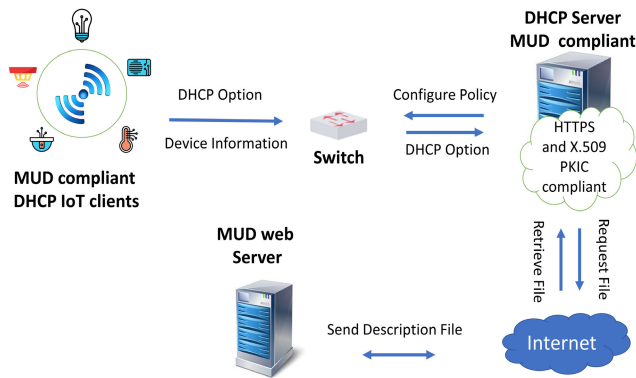 DHCP Server
MUD compliant
DHCP Option
Device Information
Configure Policy
DHCP Option
Switch
HTTPS
and X.509
PKIC
compliant
MUD compliant
DHCP IoT clients
MUD web
Server
Retrieve File
Request File
Send Description File
Internet